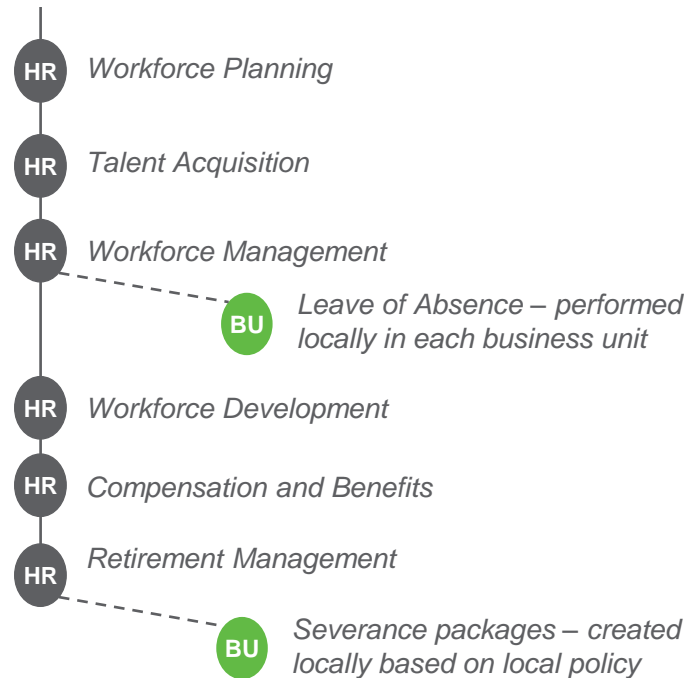 HR Workforce Planning
HR Talent Acquisition
HR Workforce Management
BU Leave of Absence – performed
locally in each business unit
HR Workforce Development
HR Compensation and Benefits
HR Retirement Management
BU Severance packages – created
locally based on local policy